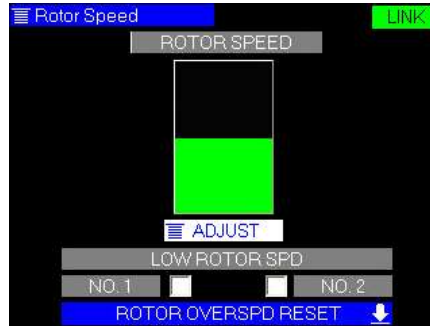 Rotor Speed LINK
ROTOR SPEED
ADJUST
LOW ROTOR SPD
NO. 1 NO. 2
ROTOR OVERSPD RESET